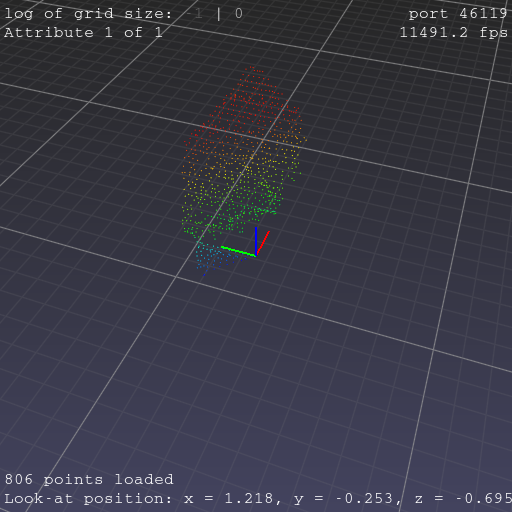 log of grid size: -1 | 0
port 46119
Attribute 1 of 1
11491.2 fps
806 points loaded
Look-at position: x = 1.218, y = -0.253, z = -0.695